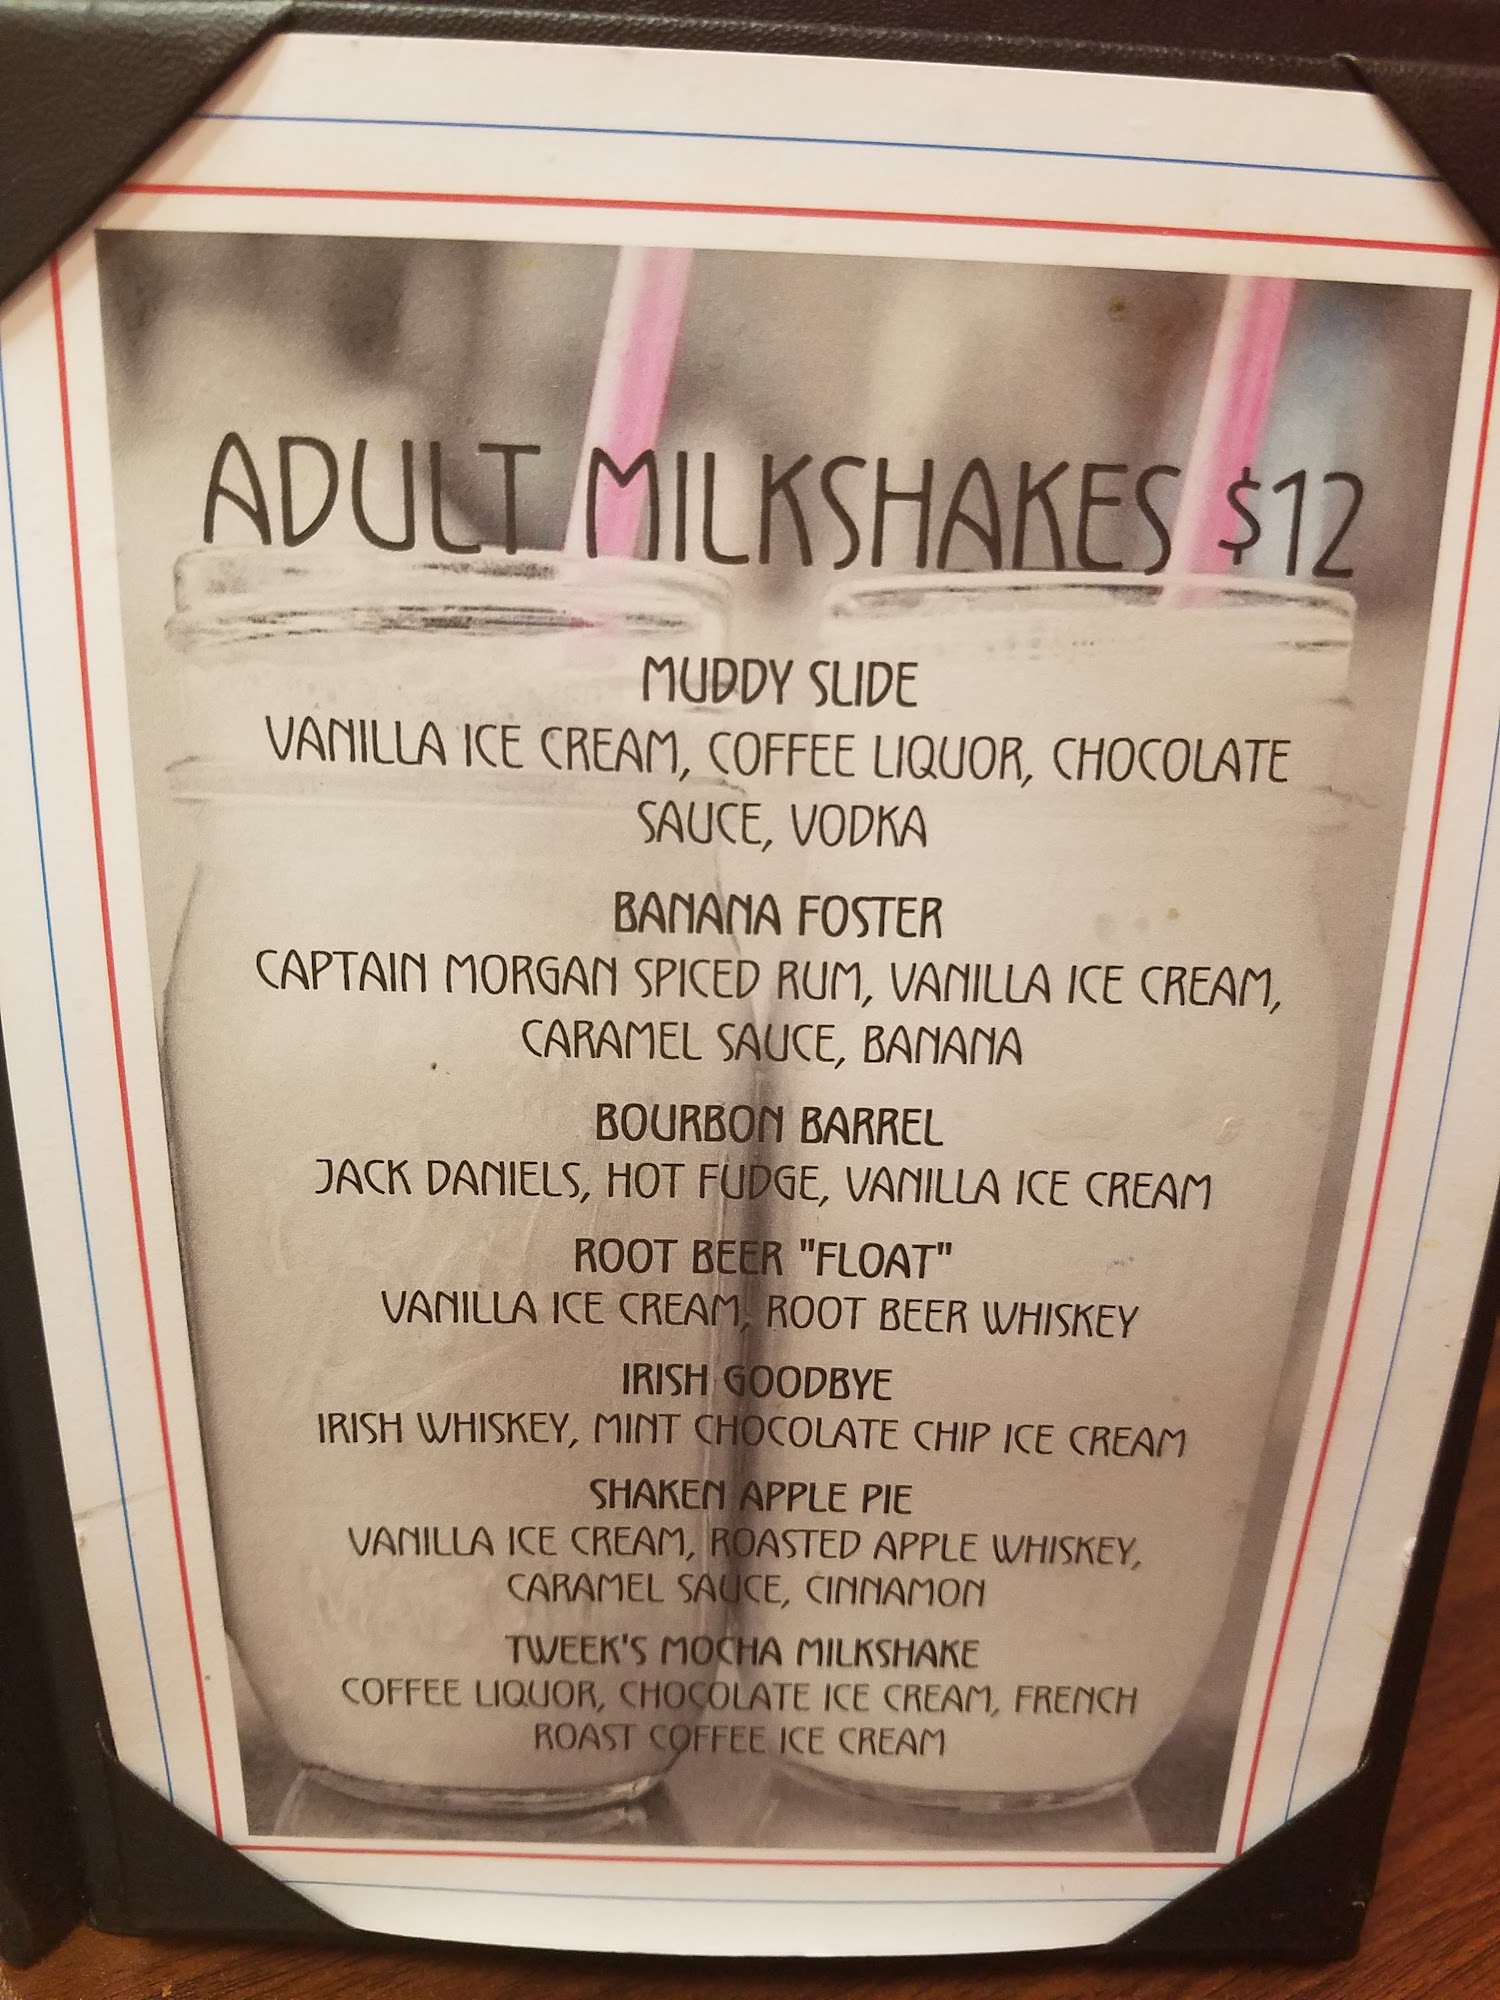 ADULT MILKSHAKES $12
MUDDY SLIDE
VANILLA ICE CREAM, COFFEE LIQUOR, CHOCOLATE
SAUCE, VODKA
BANANA FOSTER
CAPTAIN MORGAN SPICED RUM, VANILLA ICE CREAM,
CARAMEL SAUCE, BANANA
BOURBON BARREL
JACK DANIELS, HOT FUDGE, VANILLA ICE CREAM
ROOT BEER "FLOAT"
VANILLA ICE CREAM, ROOT BEER WHISKEY
IRISH GOODBYE
IRISH WHISKEY, MINT CHOCOLATE CHIP ICE CREAM
SHAKEN APPLE PIE
VANILLA ICE CREAM, ROASTED APPLE WHISKEY,
CARAMEL SAUCE, CINNAMON
TWEEK'S MOCHA MILKSHAKE
COFFEE LIQUOR, CHOCOLATE ICE CREAM, FRENCH
ROAST COFFEE ICE CREAM